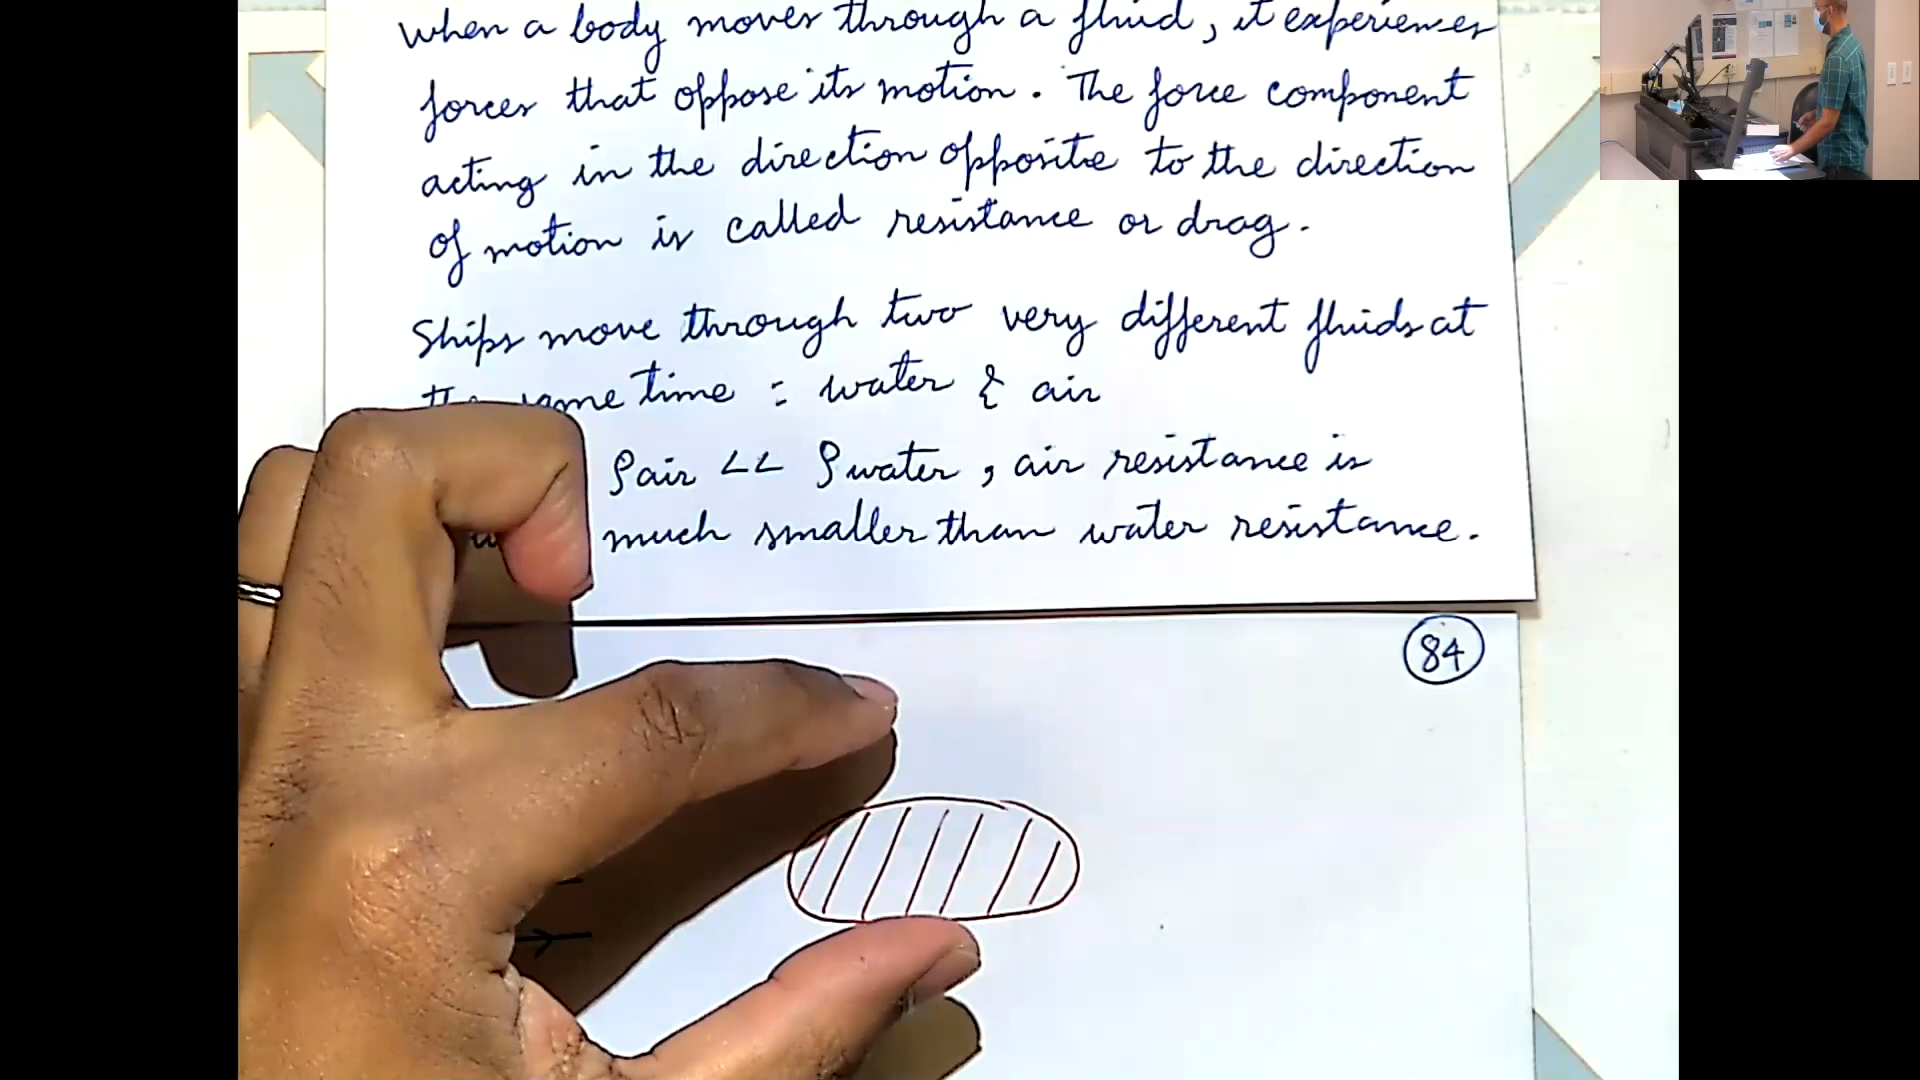 When a body moves through a fluid, it experiences
forces that oppose its motion. The force component
acting in the direction opposite to the direction
of motion is called resistance or drag.
Ships move through two very different fluids at
the same time : water & air
ρair << ρwater, air resistance is
much smaller than water resistance.
84